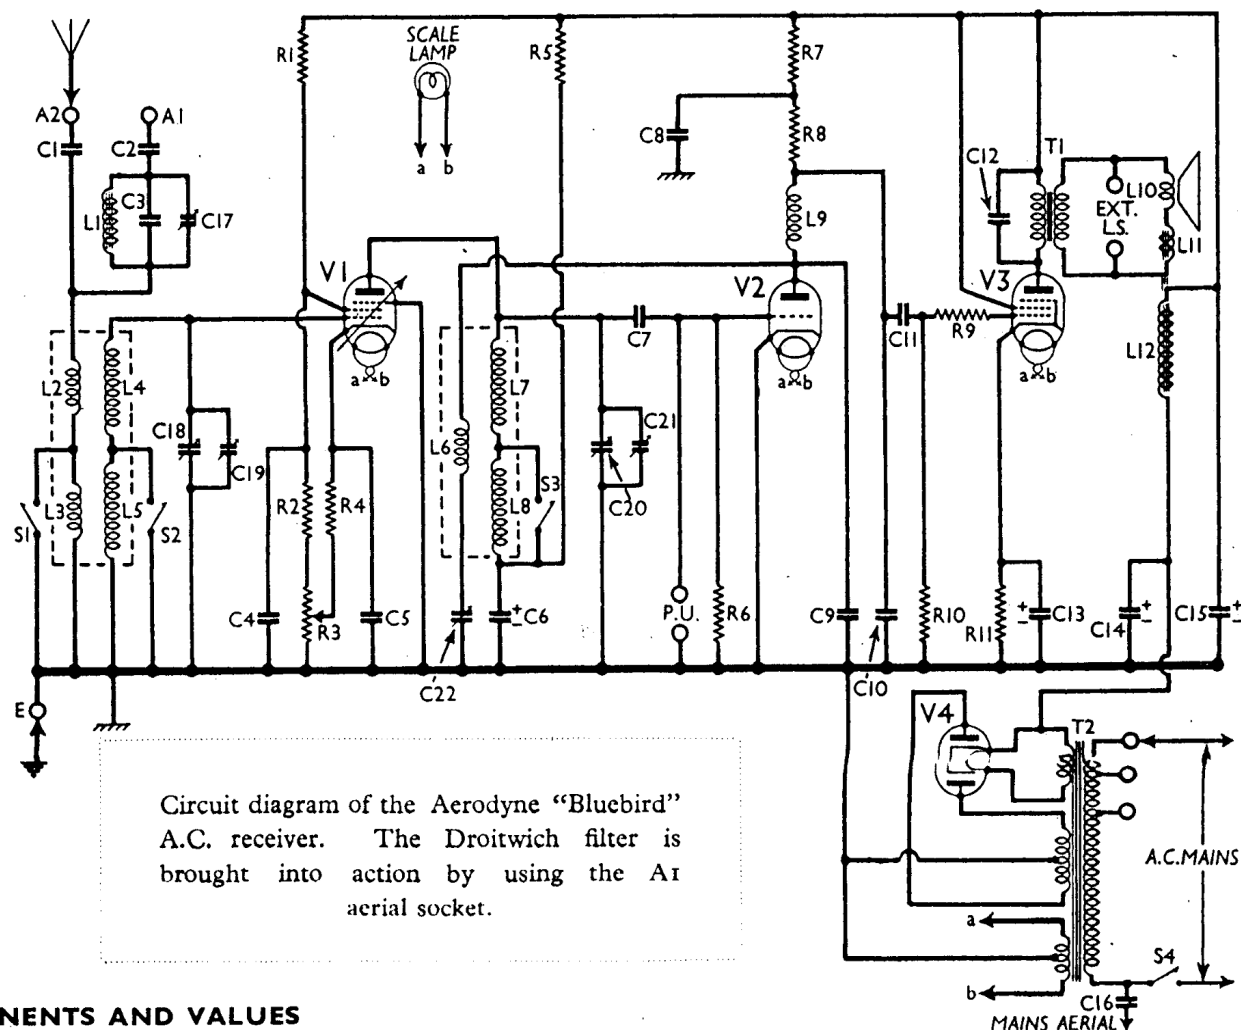 SCALE
LAMP
R1
R5
R7
A2
A1
C1
C2
C8
R8
C12
T1
a b
L1
C3
C17
L9
L10
EXT.
L.S.
L11
V1
V2
V3
C7
C11
R9
L12
L2
L4
L7
a b
a b
a b
C18
C19
L6
C21
S3
C20
L3
L5
S1
S2
R2
R4
L8
C4
R3
C5
+
−
C6
P.U.
R6
C9
R10
R11
+
−
C13
C14
+
−
C15
+
−
C22
C10
E
V4
T2
Circuit diagram of the Aerodyne “Bluebird”
A.C. receiver. The Droitwich filter is
brought into action by using the A1
aerial socket.
A.C. MAINS
a
b
S4
C16
MAINS AERIAL
NENTS AND VALUES